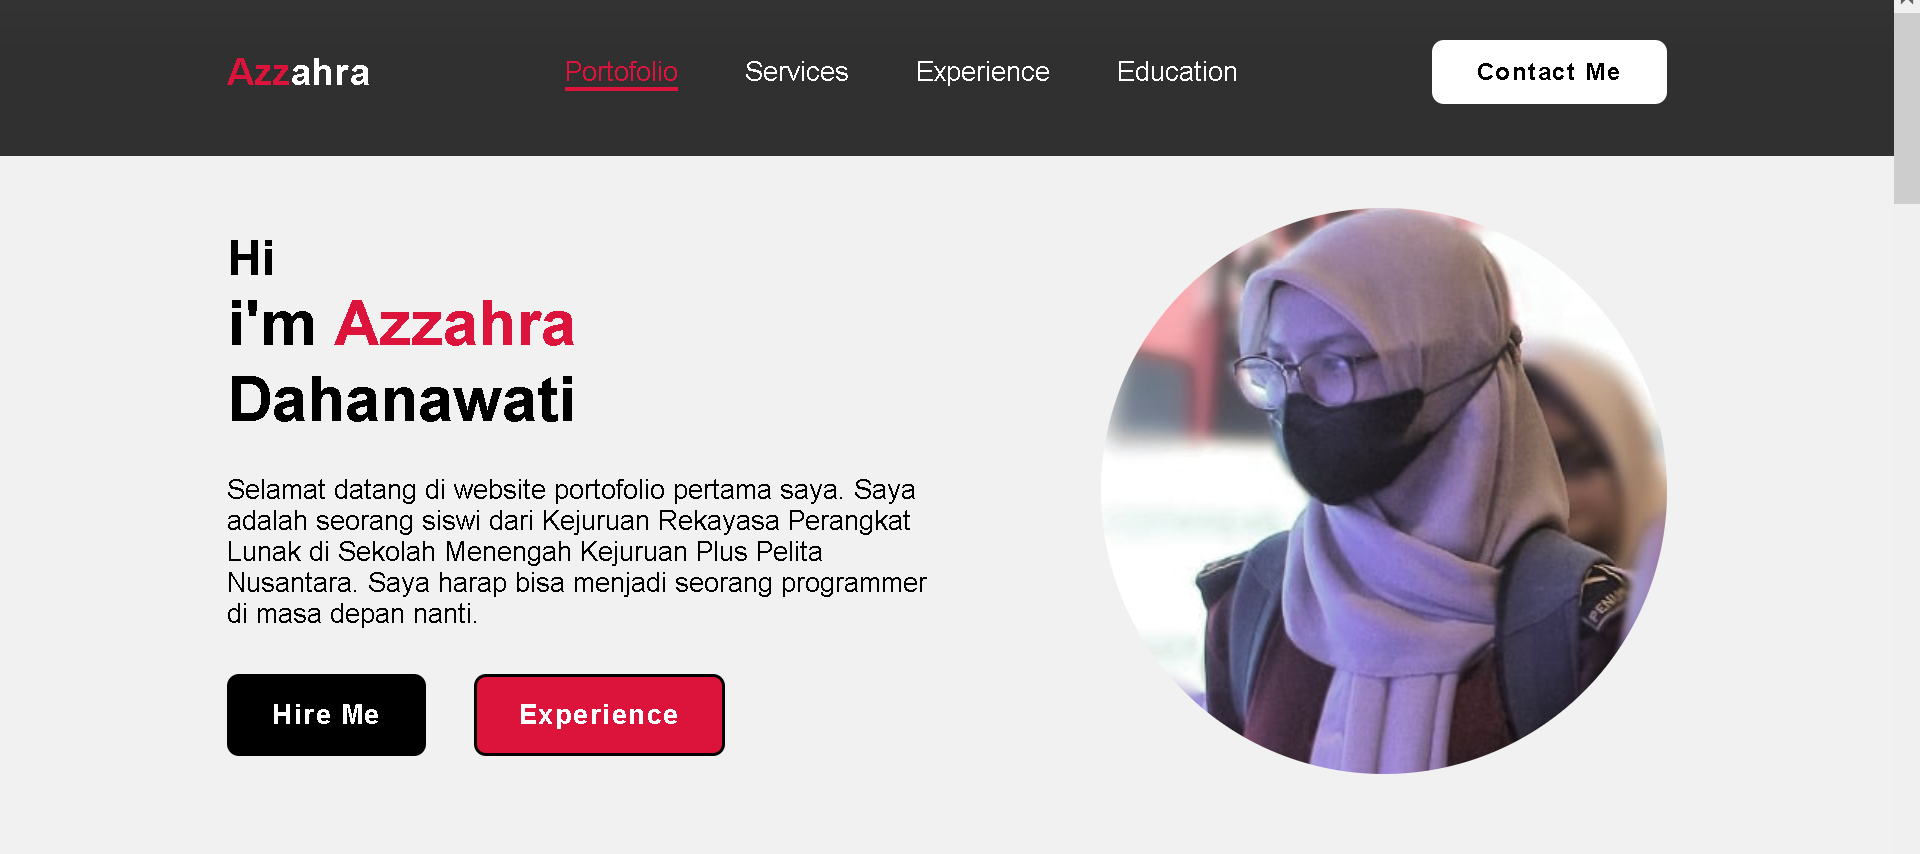 Azzahra
Portofolio
Services
Experience
Education
Contact Me
Hi
i'm Azzahra
Dahanawati
Selamat datang di website portofolio pertama saya. Saya
adalah seorang siswi dari Kejuruan Rekayasa Perangkat
Lunak di Sekolah Menengah Kejuruan Plus Pelita
Nusantara. Saya harap bisa menjadi seorang programmer
di masa depan nanti.
Hire Me
Experience